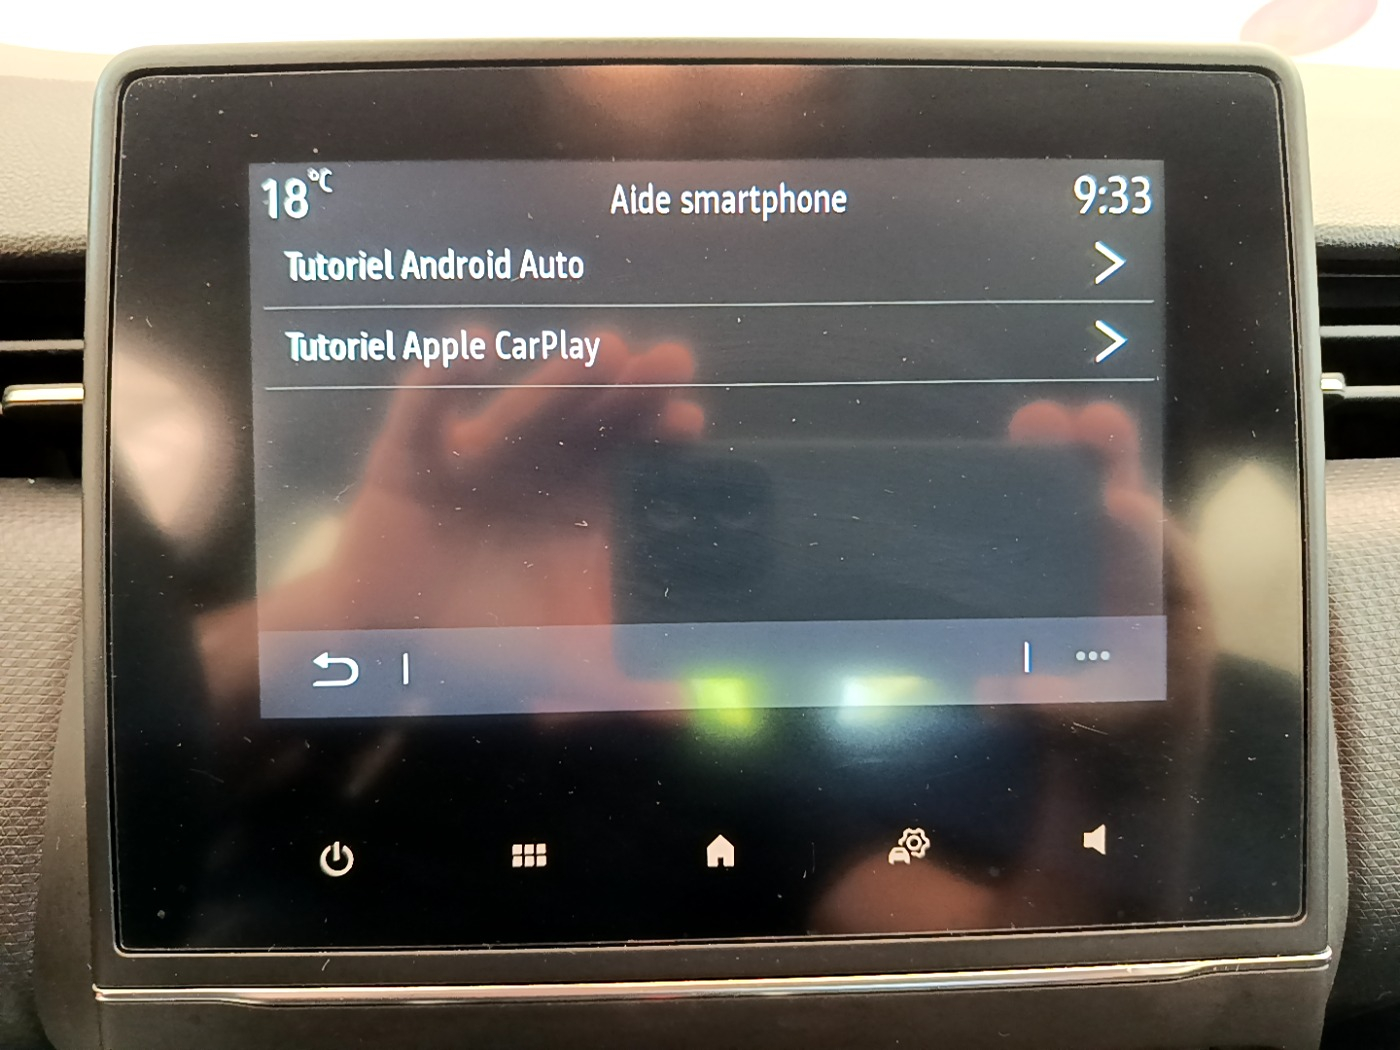 18°C Aide smartphone 9:33
Tutoriel Android Auto
Tutoriel Apple CarPlay